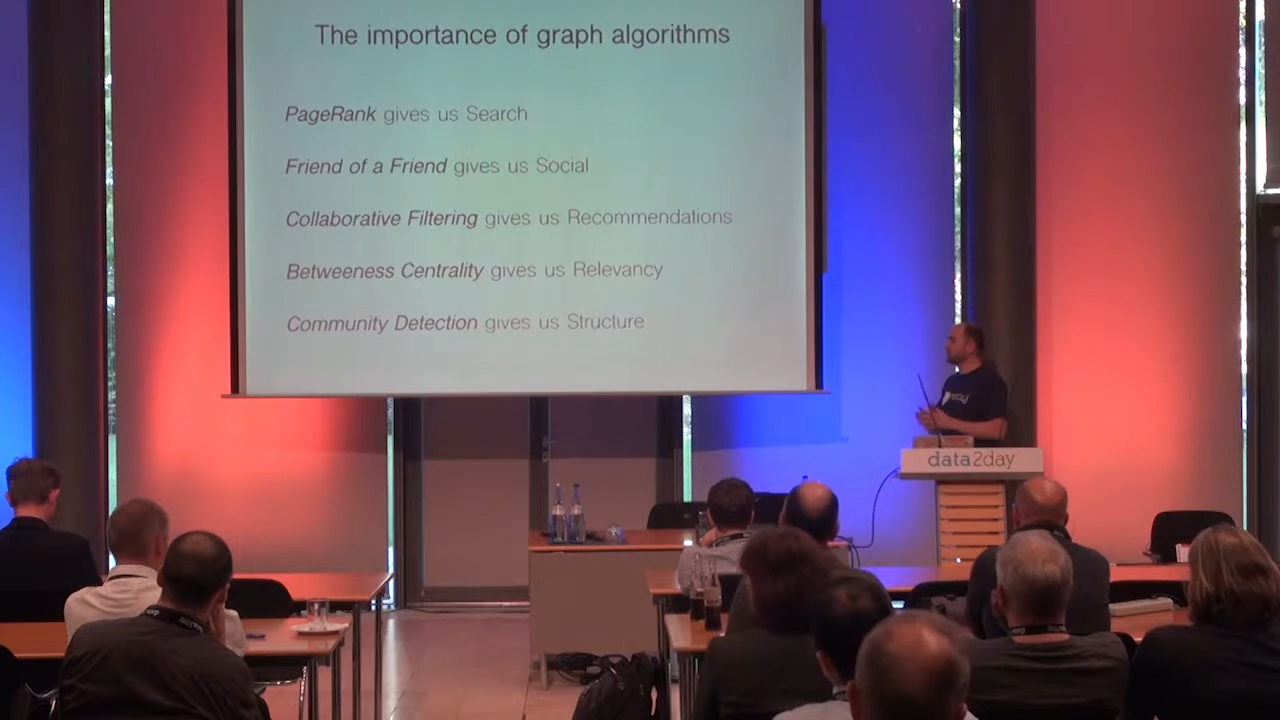 The importance of graph algorithms
PageRank gives us Search
Friend of a Friend gives us Social
Collaborative Filtering gives us Recommendations
Betweeness Centrality gives us Relevancy
Community Detection gives us Structure
data2day